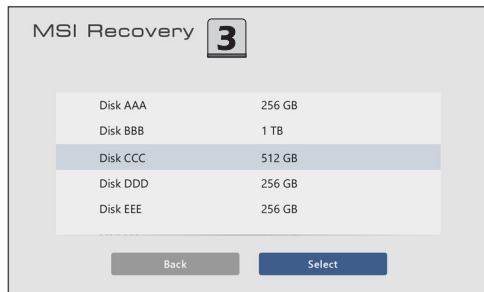 MSI Recovery 3
Disk AAA 256 GB
Disk BBB 1 TB
Disk CCC 512 GB
Disk DDD 256 GB
Disk EEE 256 GB
Back Select